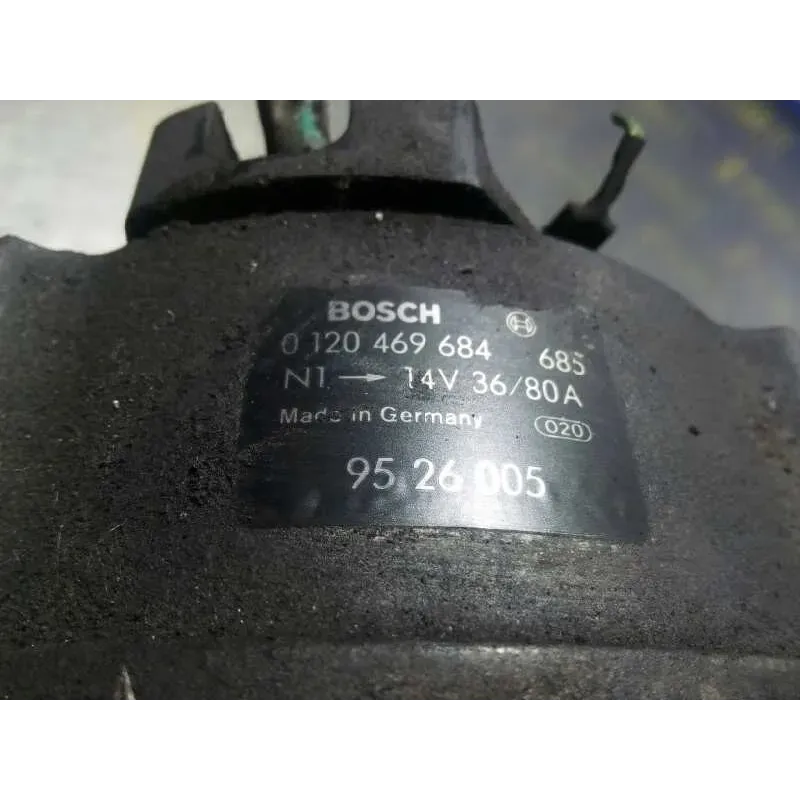 BOSCH
0 120 469 684 685
N1 → 14V 36/80A
Made in Germany 020
95 26 005